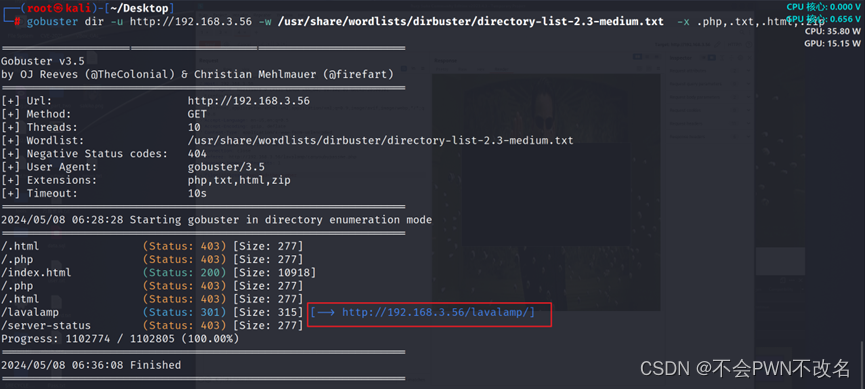 ┌──(root㉿kali)-[~/Desktop]
└─# gobuster dir -u http://192.168.3.56 -w /usr/share/wordlists/dirbuster/directory-list-2.3-medium.txt -x .php,.txt,.html,.zip
CPU 核心: 0.000 V
GPU 核心: 0.656 V
CPU: 35.80 W
GPU: 15.15 W
Gobuster v3.5
by OJ Reeves (@TheColonial) & Christian Mehlmauer (@firefart)
[+] Url: http://192.168.3.56
[+] Method: GET
[+] Threads: 10
[+] Wordlist: /usr/share/wordlists/dirbuster/directory-list-2.3-medium.txt
[+] Negative Status codes: 404
[+] User Agent: gobuster/3.5
[+] Extensions: php,txt,html,zip
[+] Timeout: 10s
2024/05/08 06:28:28 Starting gobuster in directory enumeration mode
/.html (Status: 403) [Size: 277]
/.php (Status: 403) [Size: 277]
/index.html (Status: 200) [Size: 10918]
/.php (Status: 403) [Size: 277]
/.html (Status: 403) [Size: 277]
/lavalamp (Status: 301) [Size: 315] [--> http://192.168.3.56/lavalamp/]
/server-status (Status: 403) [Size: 277]
Progress: 1102774 / 1102805 (100.00%)
2024/05/08 06:36:08 Finished
CSDN @不会PWN不改名